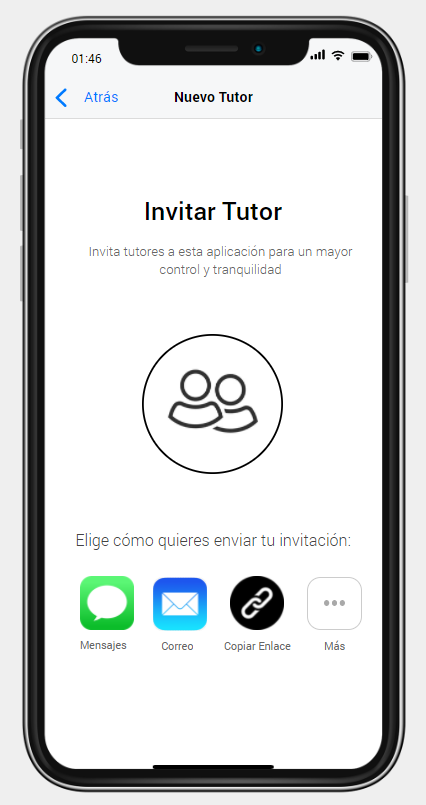 01:46
Atrás
Nuevo Tutor
Invitar Tutor
Invita tutores a esta aplicación para un mayor
control y tranquilidad
Elige cómo quieres enviar tu invitación:
Mensajes
Correo
Copiar Enlace
Más